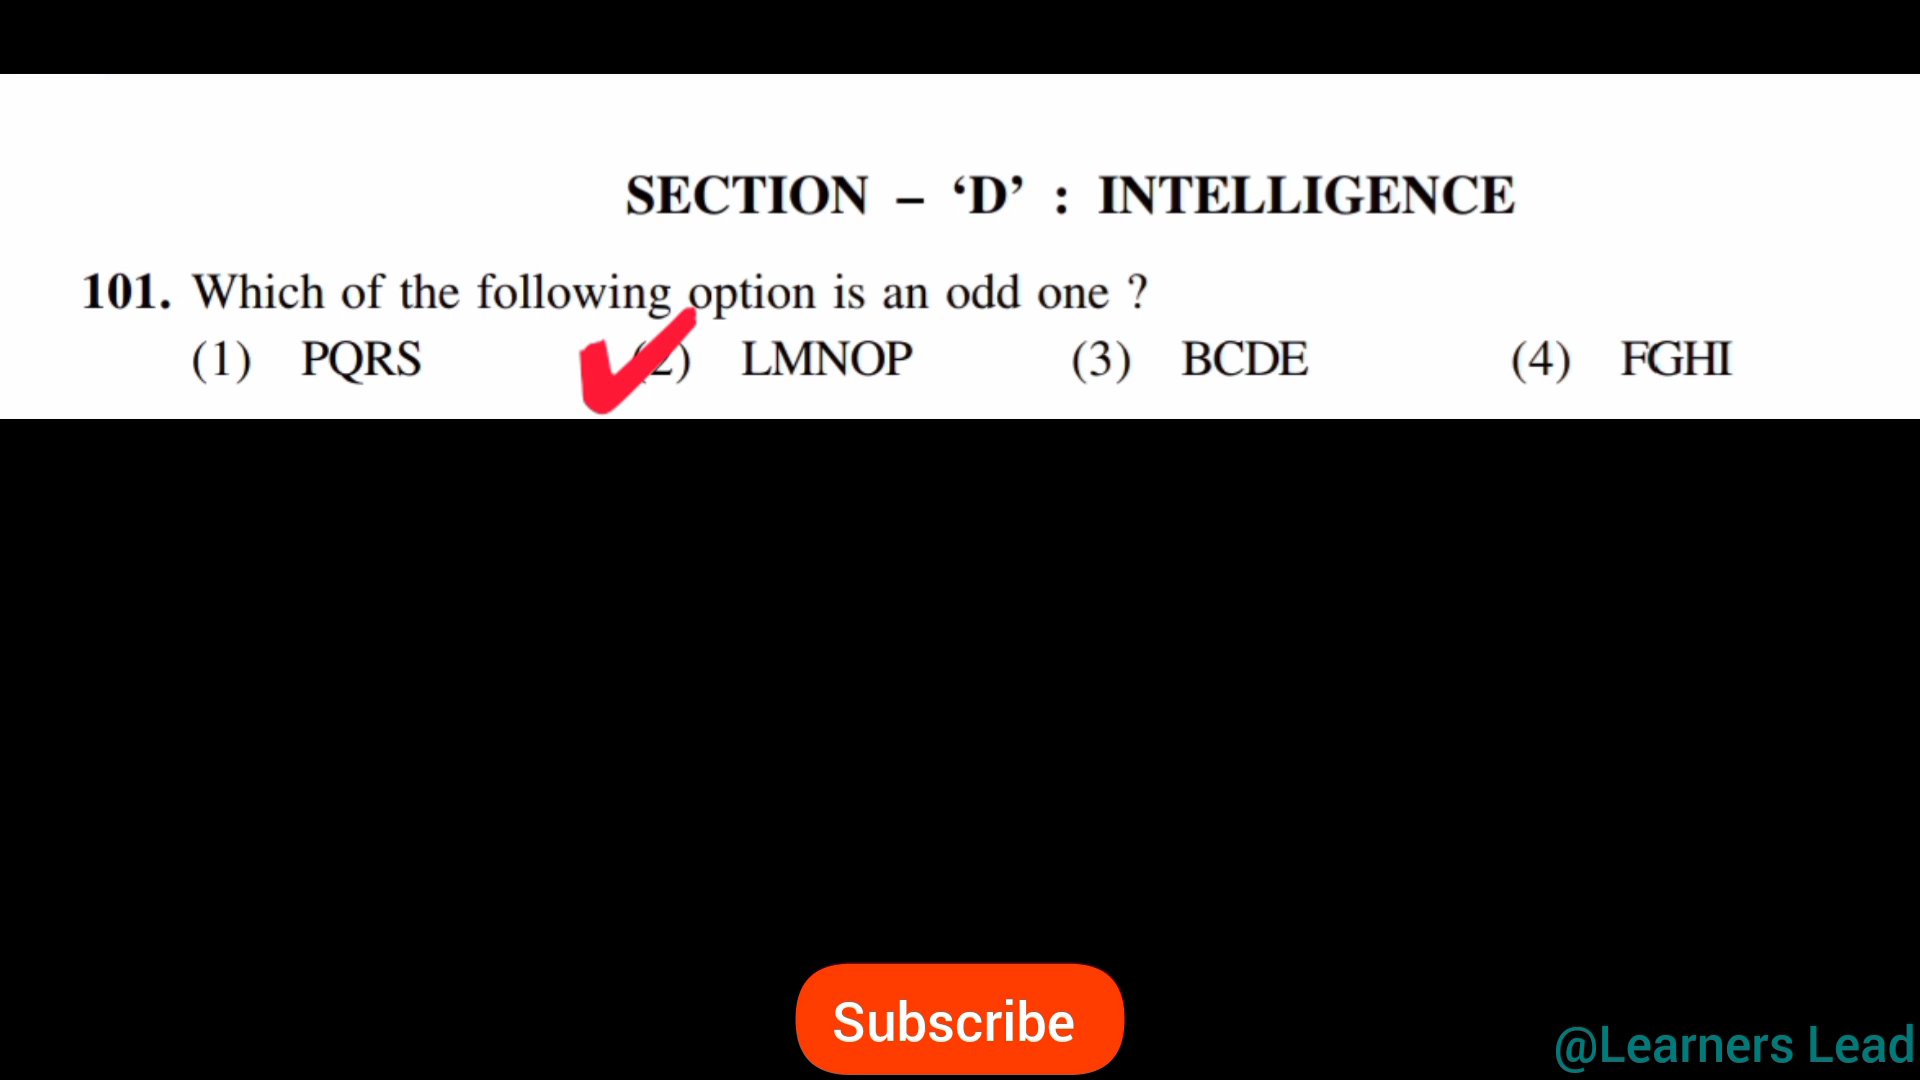 SECTION – ‘D’ : INTELLIGENCE
101. Which of the following option is an odd one ?
(1) PQRS (2) LMNOP (3) BCDE (4) FGHI
Subscribe
@Learners Lead